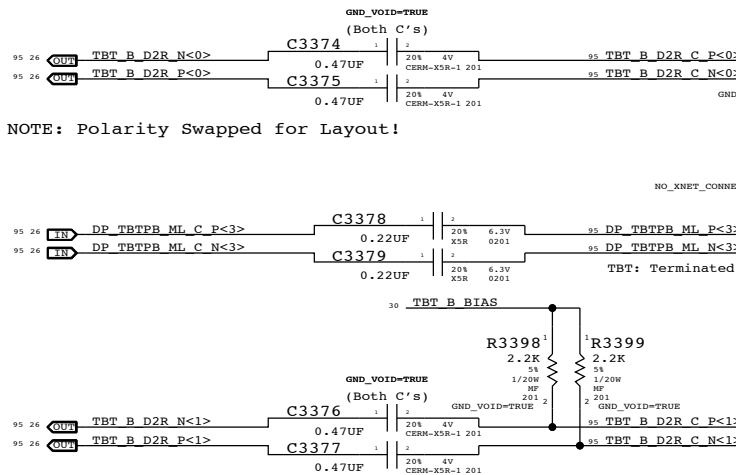 GND_VOID=TRUE
(Both C's)
95 26 OUT TBT_B_D2R_N<0> C3374 1 2 95 TBT_B_D2R_C_P<0>
0.47UF 20% 4V CERM-X5R-1 201
95 26 OUT TBT_B_D2R_P<0> C3375 1 2 95 TBT_B_D2R_C_N<0>
0.47UF 20% 4V CERM-X5R-1 201
GND
NOTE: Polarity Swapped for Layout!
NO_XNET_CONNE
95 26 IN DP_TBTPB_ML_C_P<3> C3378 1 2 95 DP_TBTPB_ML_P<3>
0.22UF 20% 6.3V X5R 0201
95 26 IN DP_TBTPB_ML_C_N<3> C3379 1 2 95 DP_TBTPB_ML_N<3>
0.22UF 20% 6.3V X5R 0201
TBT: Terminated
30 TBT_B_BIAS
R3398 1 1 R3399
2.2K 2.2K
5% 5%
1/20W 1/20W
MF MF
201 201
2 2
GND_VOID=TRUE GND_VOID=TRUE
GND_VOID=TRUE
(Both C's)
95 26 OUT TBT_B_D2R_N<1> C3376 1 2 95 TBT_B_D2R_C_P<1>
0.47UF 20% 4V CERM-X5R-1 201
95 26 OUT TBT_B_D2R_P<1> C3377 1 2 95 TBT_B_D2R_C_N<1>
0.47UF 20% 4V CERM-X5R-1 201